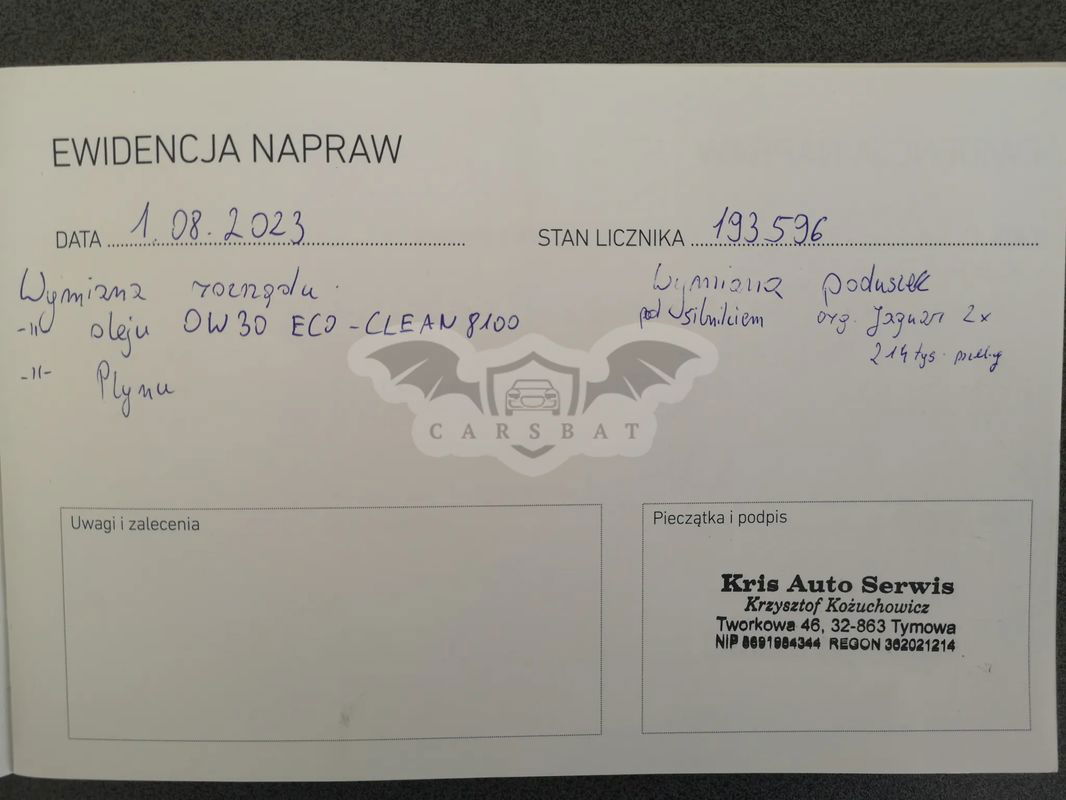 EWIDENCJA NAPRAW
DATA 1.08.2023
STAN LICZNIKA 193596
Wymiana rozrządu
-II- oleju 0W30 ECO-CLEAN 8100
-II- Płynu
Wymiana poduszek
pod silnikiem org. Jaguar 2x
214 tys.
CARSBAT
Uwagi i zalecenia
Pieczątka i podpis
Kris Auto Serwis
Krzysztof Kożuchowicz
Tworkowa 46, 32-863 Tymowa
NIP 8691984344 REGON 362021214